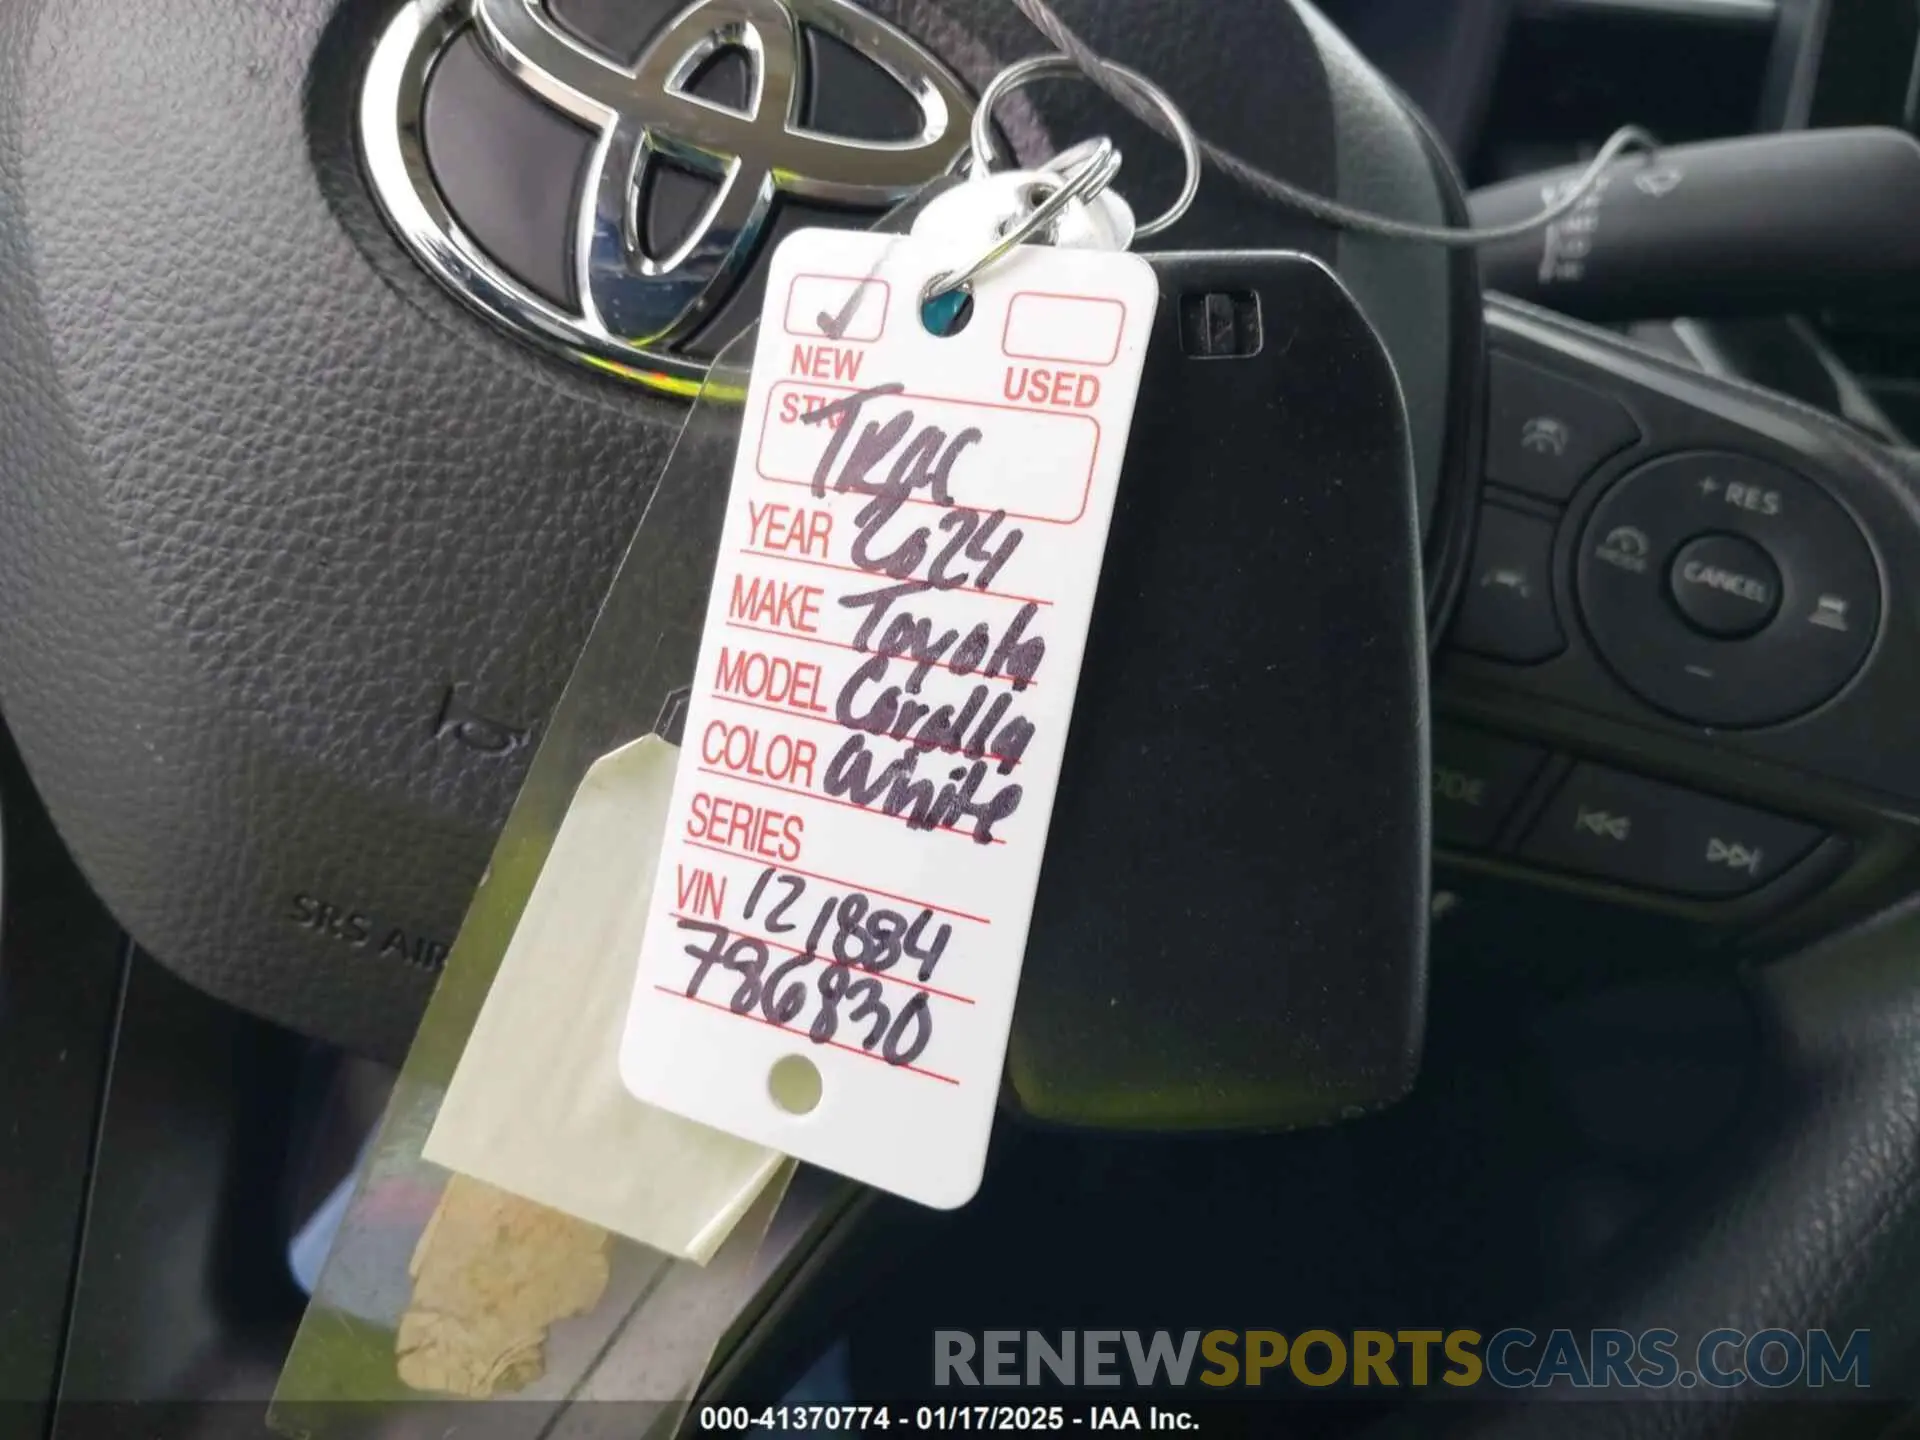 NEW
USED
STK#
TRAC
YEAR 2024
MAKE Toyota
MODEL Corolla
COLOR White
SERIES
VIN 121884
786830
+ RES
CANCEL
MODE
SRS AIR
RENEWSPORTSCARS.COM
000-41370774 - 01/17/2025 - IAA Inc.